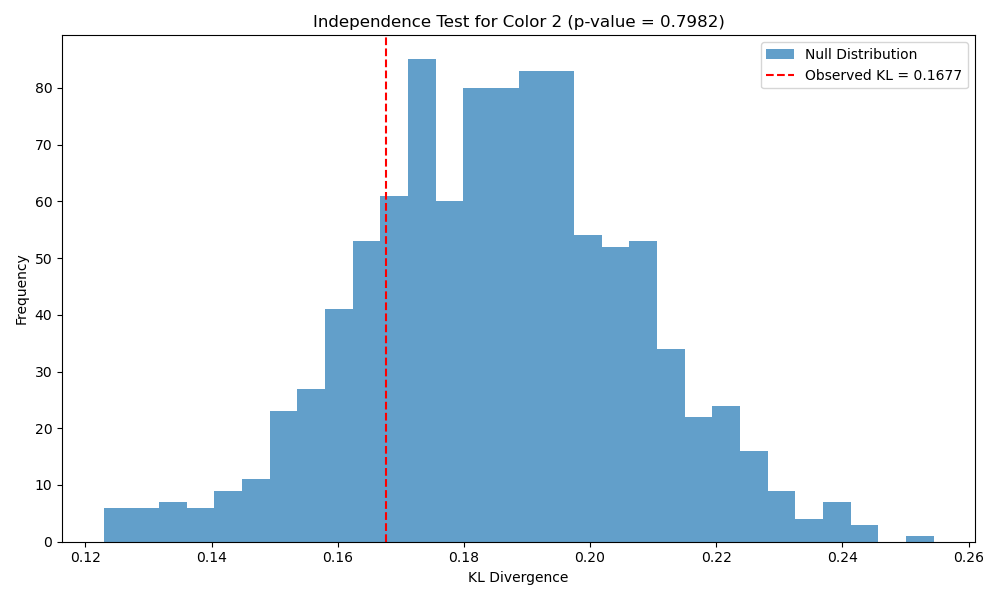 Independence Test for Color 2 (p-value = 0.7982)
Null Distribution
Observed KL = 0.1677
Frequency
80
70
60
50
40
30
20
10
0
0.12 0.14 0.16 0.18 0.20 0.22 0.24 0.26
KL Divergence